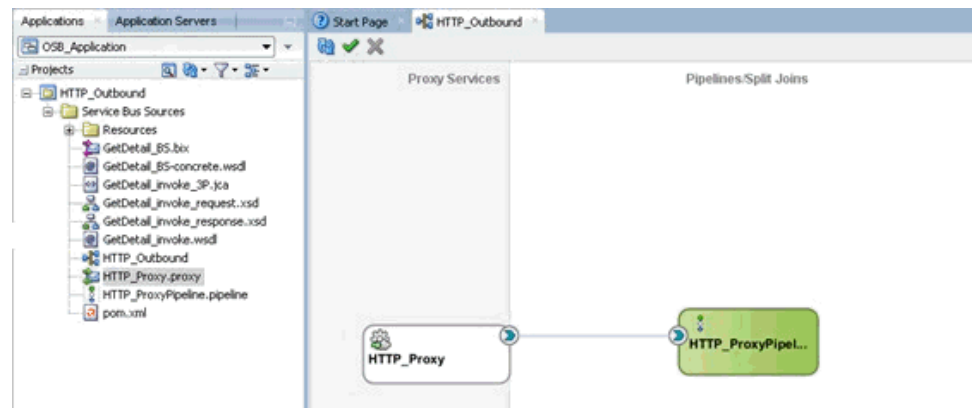 Applications
Application Servers
Start Page
HTTP_Outbound
OSB_Application
Projects
Proxy Services
Pipelines/Split Joins
HTTP_Outbound
Service Bus Sources
Resources
GetDetail_BS.bix
GetDetail_BS-concrete.wsdl
GetDetail_invoke_3P.jca
GetDetail_invoke_request.xsd
GetDetail_invoke_response.xsd
GetDetail_invoke.wsdl
HTTP_Outbound
HTTP_Proxy.proxy
HTTP_ProxyPipeline.pipeline
pom.xml
HTTP_Proxy
HTTP_ProxyPipel...